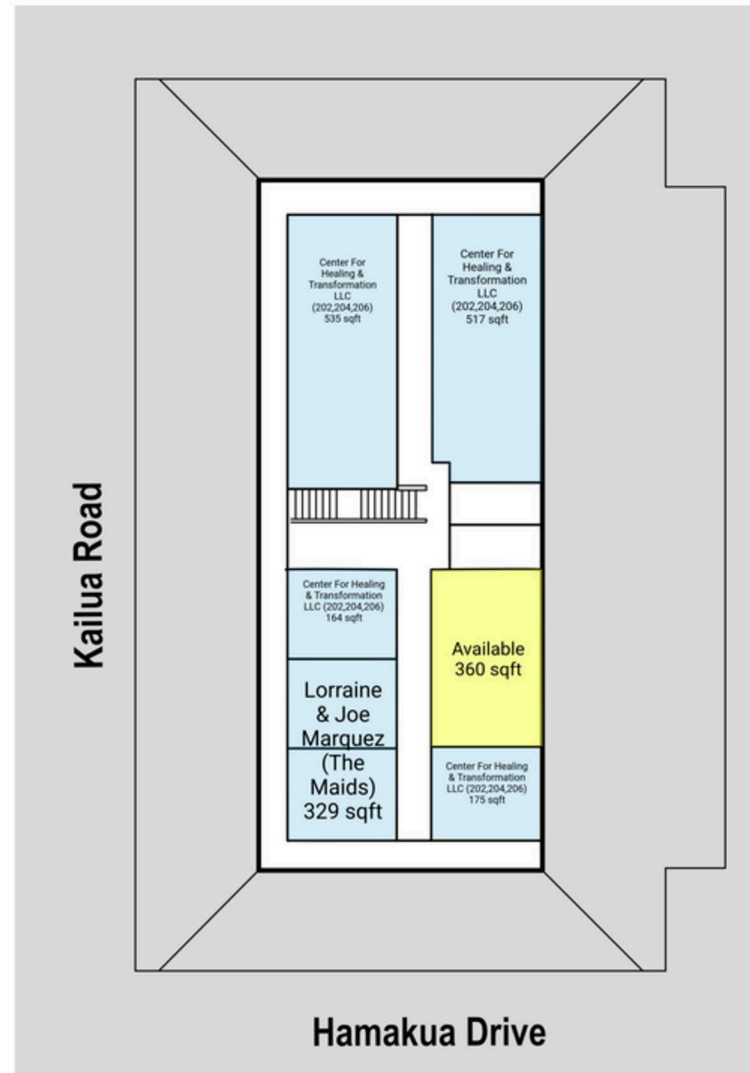 Center For
Healing &
Transformation
LLC
(202,204,206)
535 sqft
Center For
Healing &
Transformation
LLC
(202,204,206)
517 sqft
Kailua Road
Center For Healing
& Transformation
LLC (202,204,206)
164 sqft
Available
360 sqft
Lorraine
& Joe
Marquez
(The
Maids)
329 sqft
Center For Healing
& Transformation
LLC (202,204,206)
175 sqft
Hamakua Drive